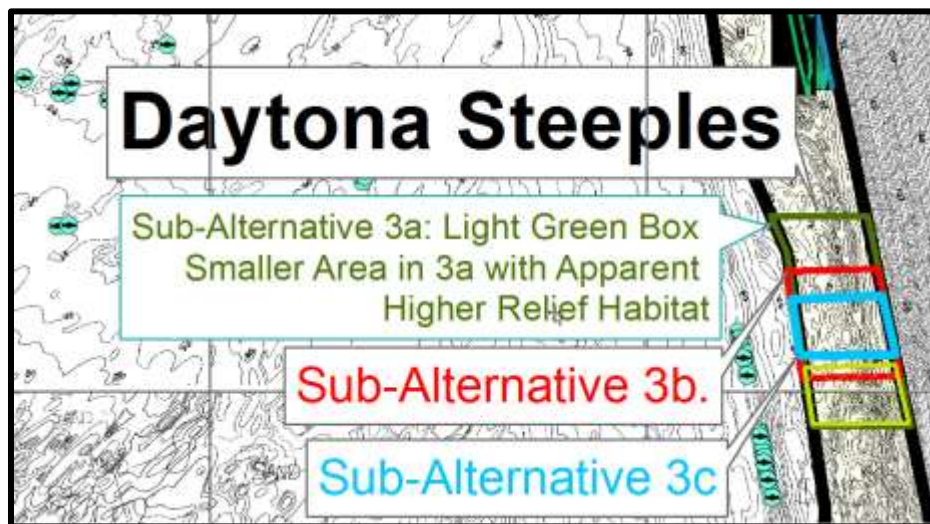 Daytona Steeples
Sub-Alternative 3a: Light Green Box
Smaller Area in 3a with Apparent
Higher Relief Habitat
Sub-Alternative 3b.
Sub-Alternative 3c